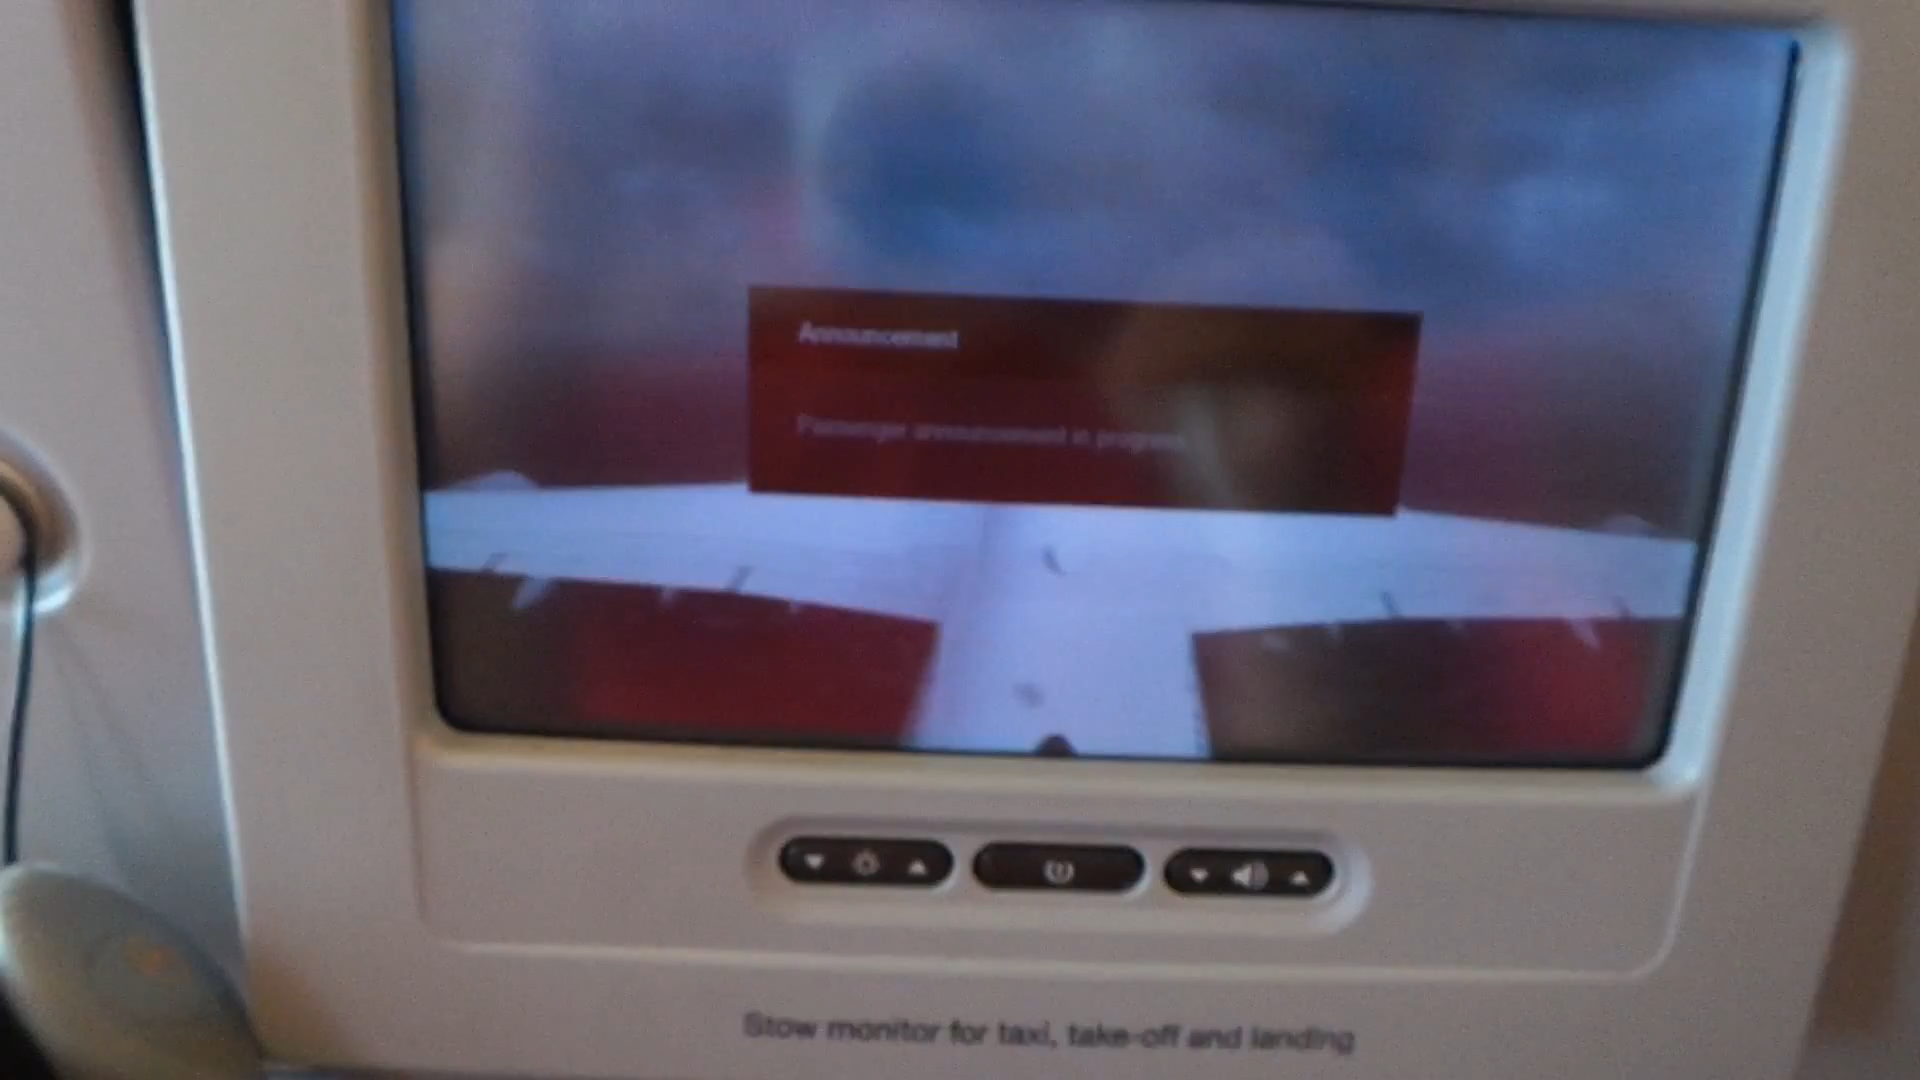 Announcement
Passenger announcement in progress
Stow monitor for taxi, take-off and landing